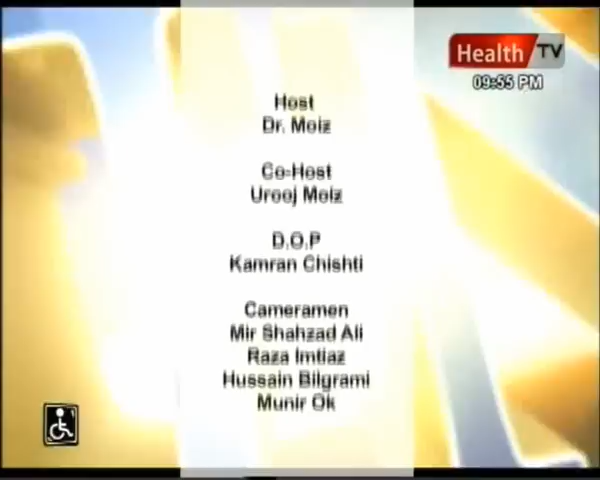 Health TV
09:55 PM
Host
Dr. Moiz
Co-Host
Urooj Moiz
D.O.P
Kamran Chishti
Cameramen
Mir Shahzad Ali
Raza Imtiaz
Hussain Bilgrami
Munir Ok